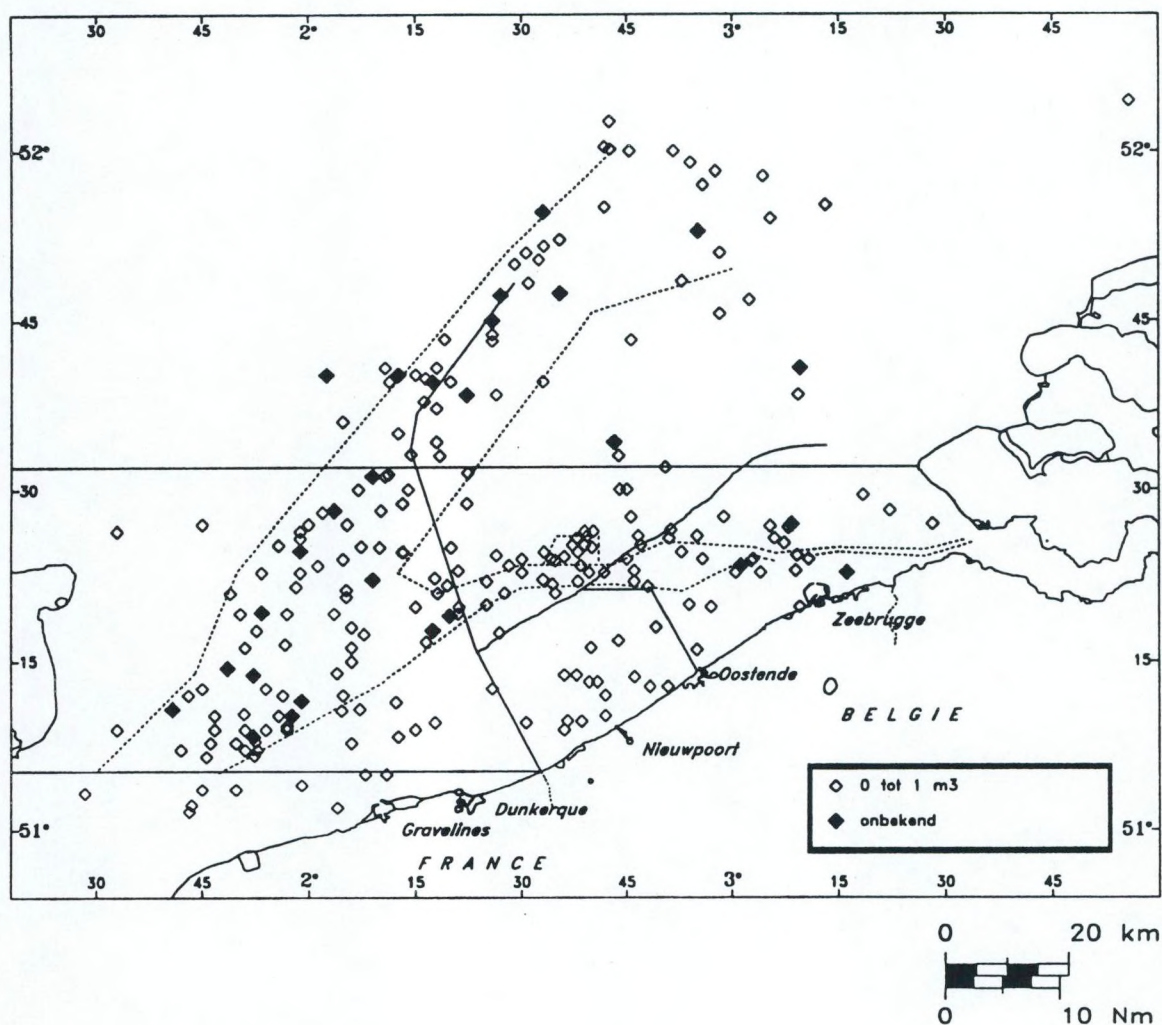 30 45 2° 15 30 45 3° 15 30 45
52° 52°
45 45
30 30
Zeebrugge
15 15
Oostende
BELGIE
Nieuwpoort
0 tot 1 m3
onbekend
Dunkerque
51° 51°
Gravelines
FRANCE
30 45 2° 15 30 45 3° 15 30 45
0 20 km
0 10 Nm